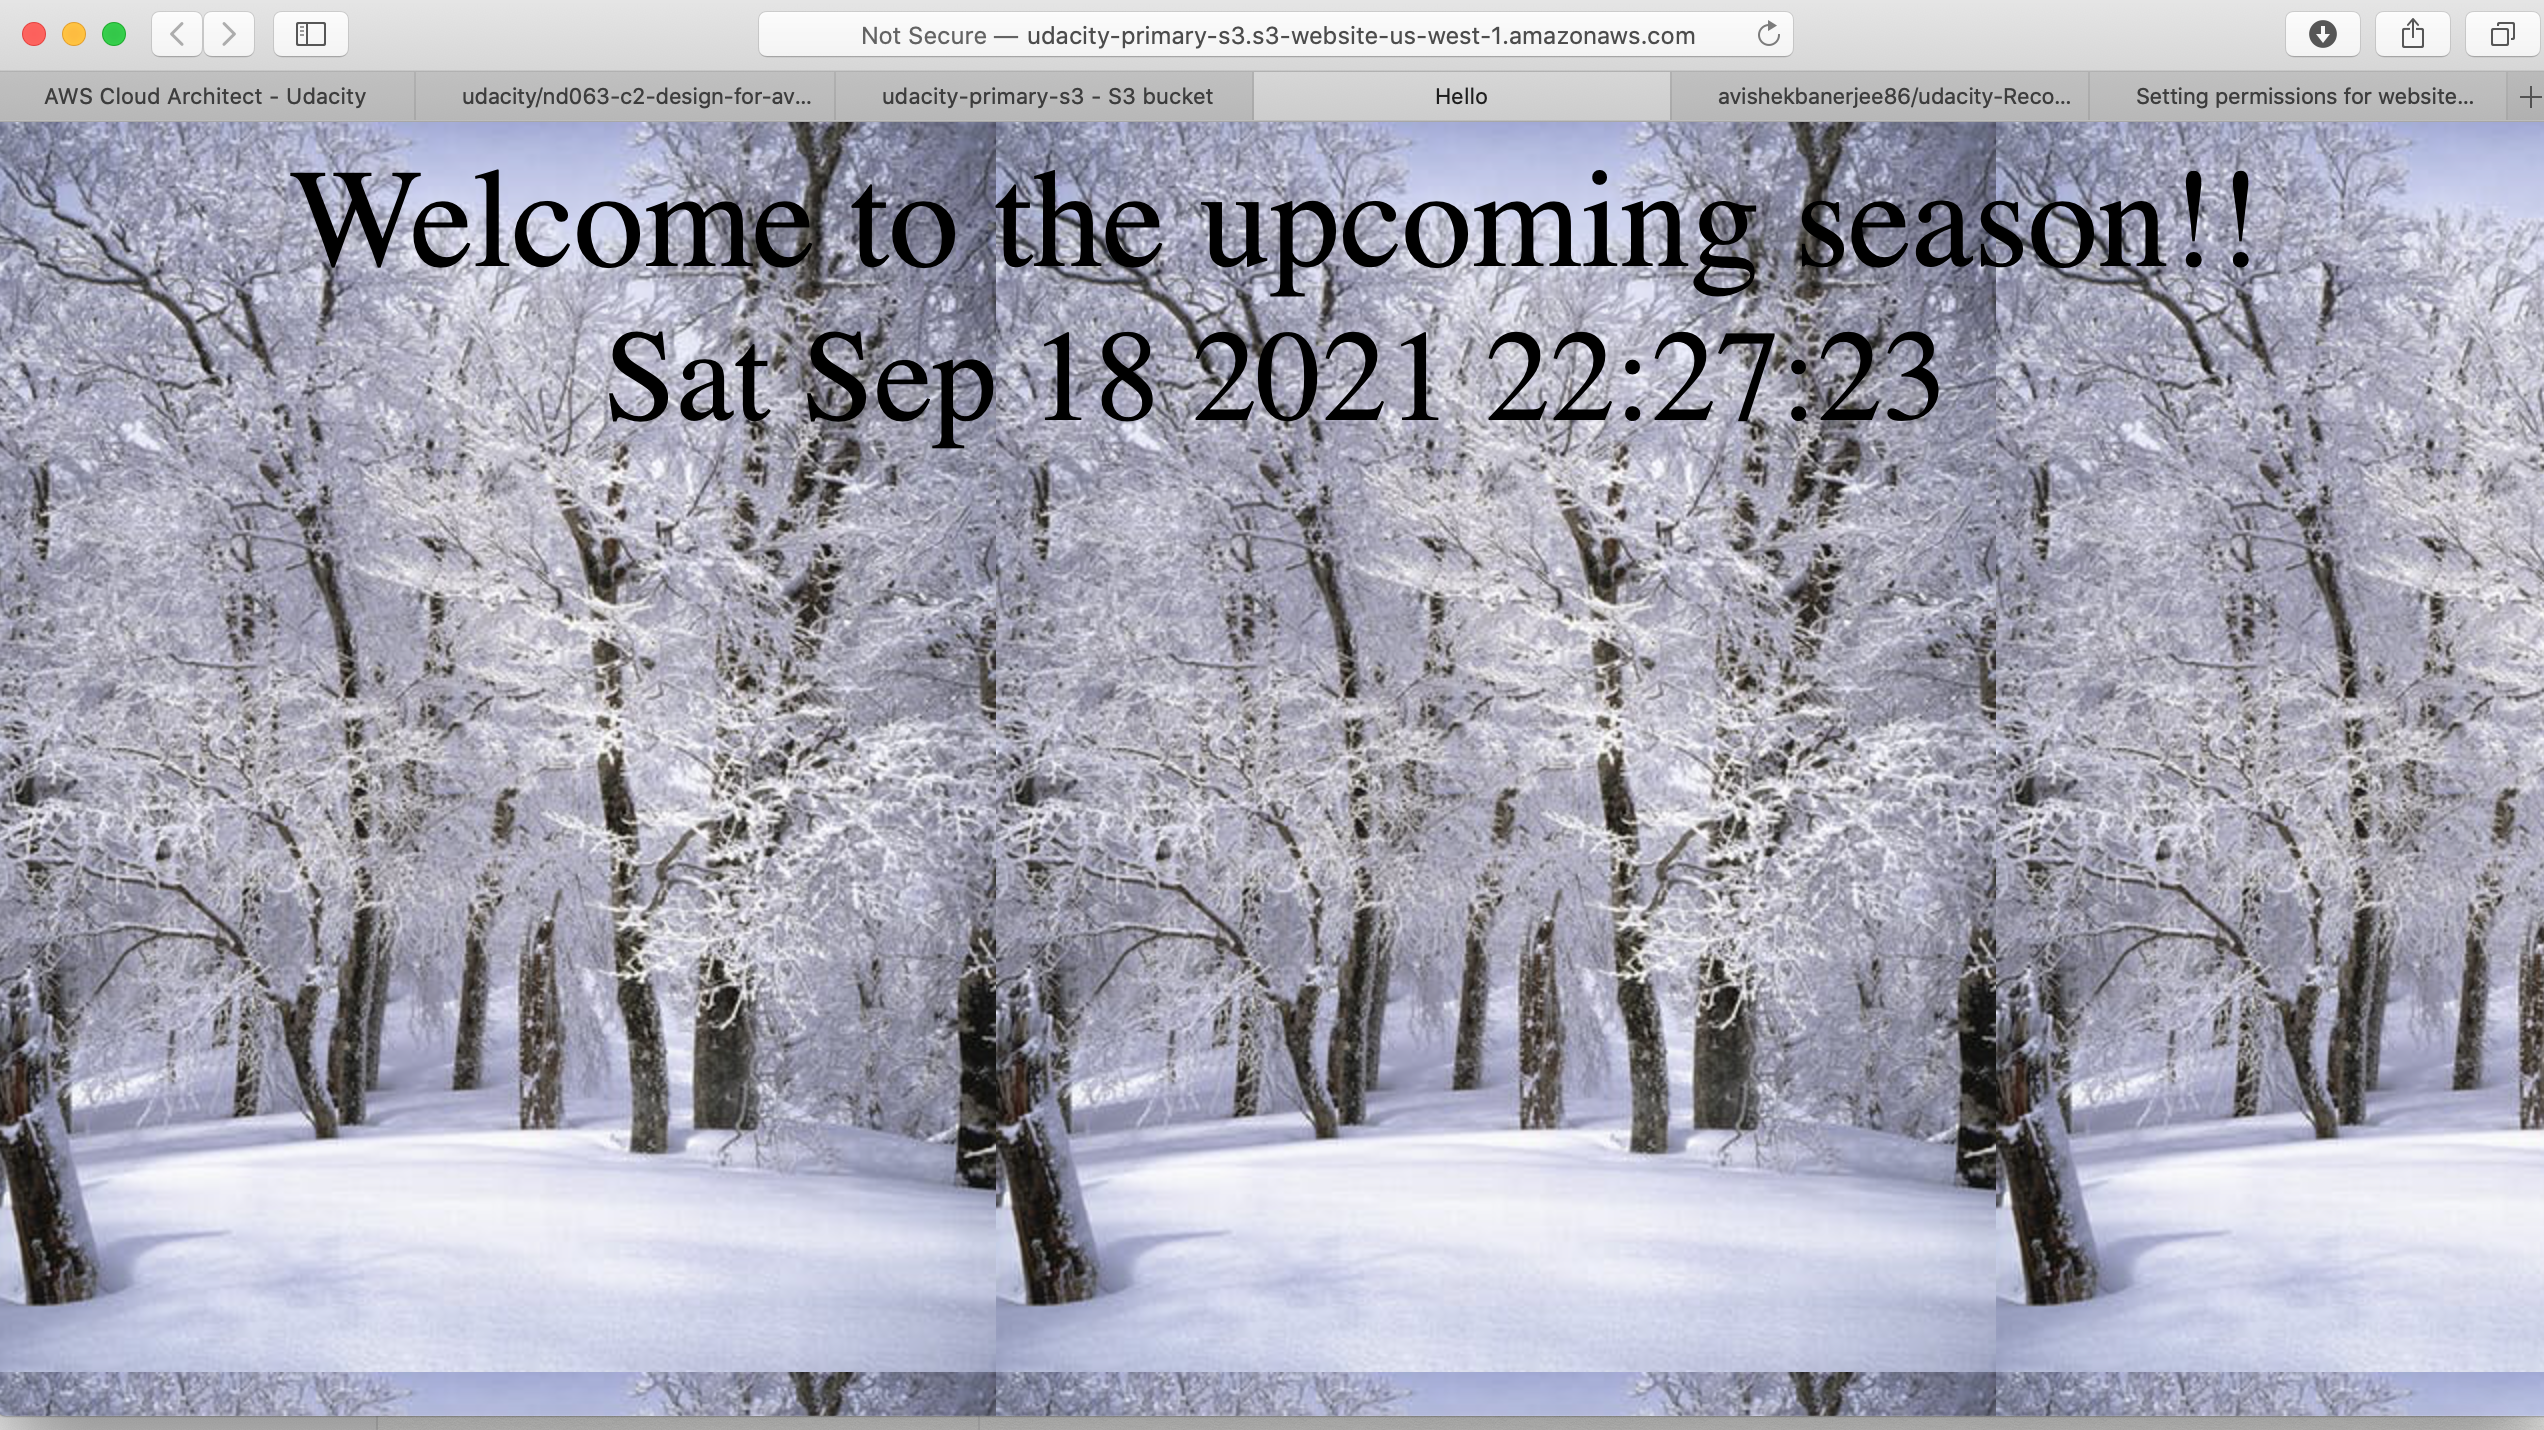 Not Secure — udacity-primary-s3.s3-website-us-west-1.amazonaws.com
AWS Cloud Architect - Udacity
udacity/nd063-c2-design-for-av...
udacity-primary-s3 - S3 bucket
Hello
avishekbanerjee86/udacity-Reco...
Setting permissions for website...
Welcome to the upcoming season!!
Sat Sep 18 2021 22:27:23